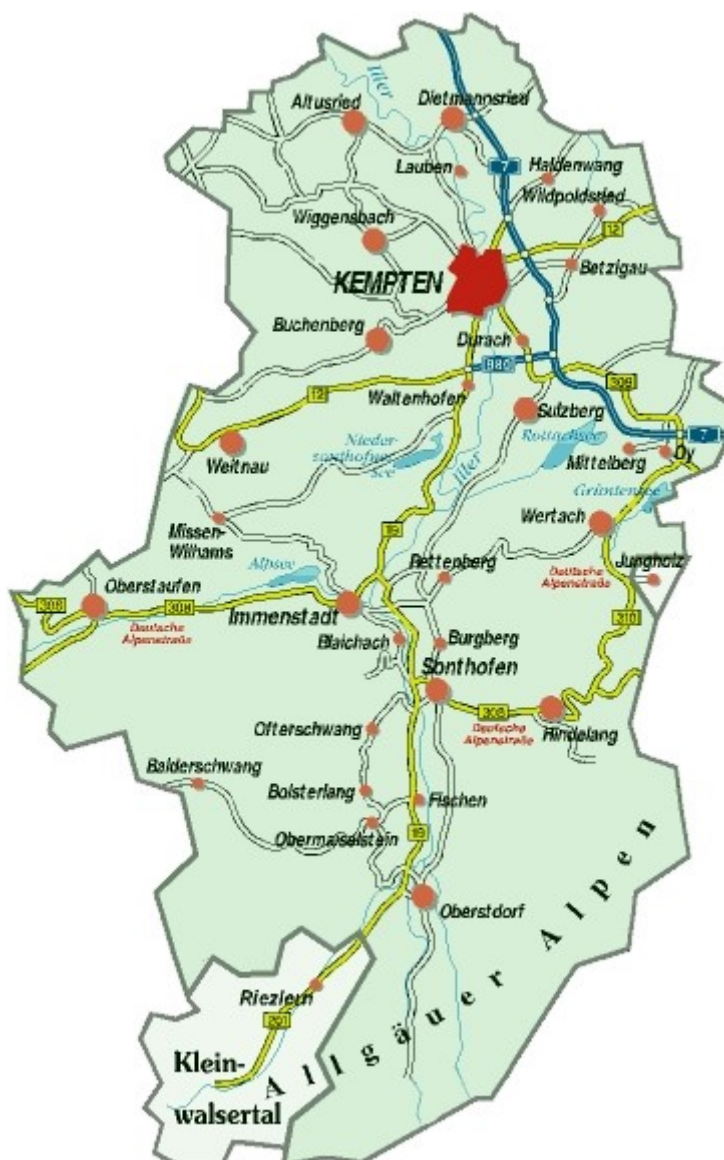 Iller
Altusried
Dietmannsried
Lauben
7
Haldenwang
Wildpoldsried
Wiggensbach
12
KEMPTEN
Betzigau
Buchenberg
Durach
980
309
12
Waltenhofen
Sulzberg
7
Weitnau
Nieder-
sonthofner
See
Rottachsee
Mittelberg
Oy
Iller
Grüntensee
Missen-
Wilhams
Wertach
19
Alpsee
Rettenberg
Deutsche
Alpenstraße
Jungholz
Oberstaufen
308
308
Deutsche
Alpenstraße
Immenstadt
310
Blaichach
Burgberg
Sonthofen
308
Deutsche
Alpenstraße
Hindelang
Ofterschwang
Balderschwang
Bolsterlang
Fischen
Obermaiselstein
19
Oberstdorf
Riezlern
201
Klein-
walsertal
Allgäuer Alpen